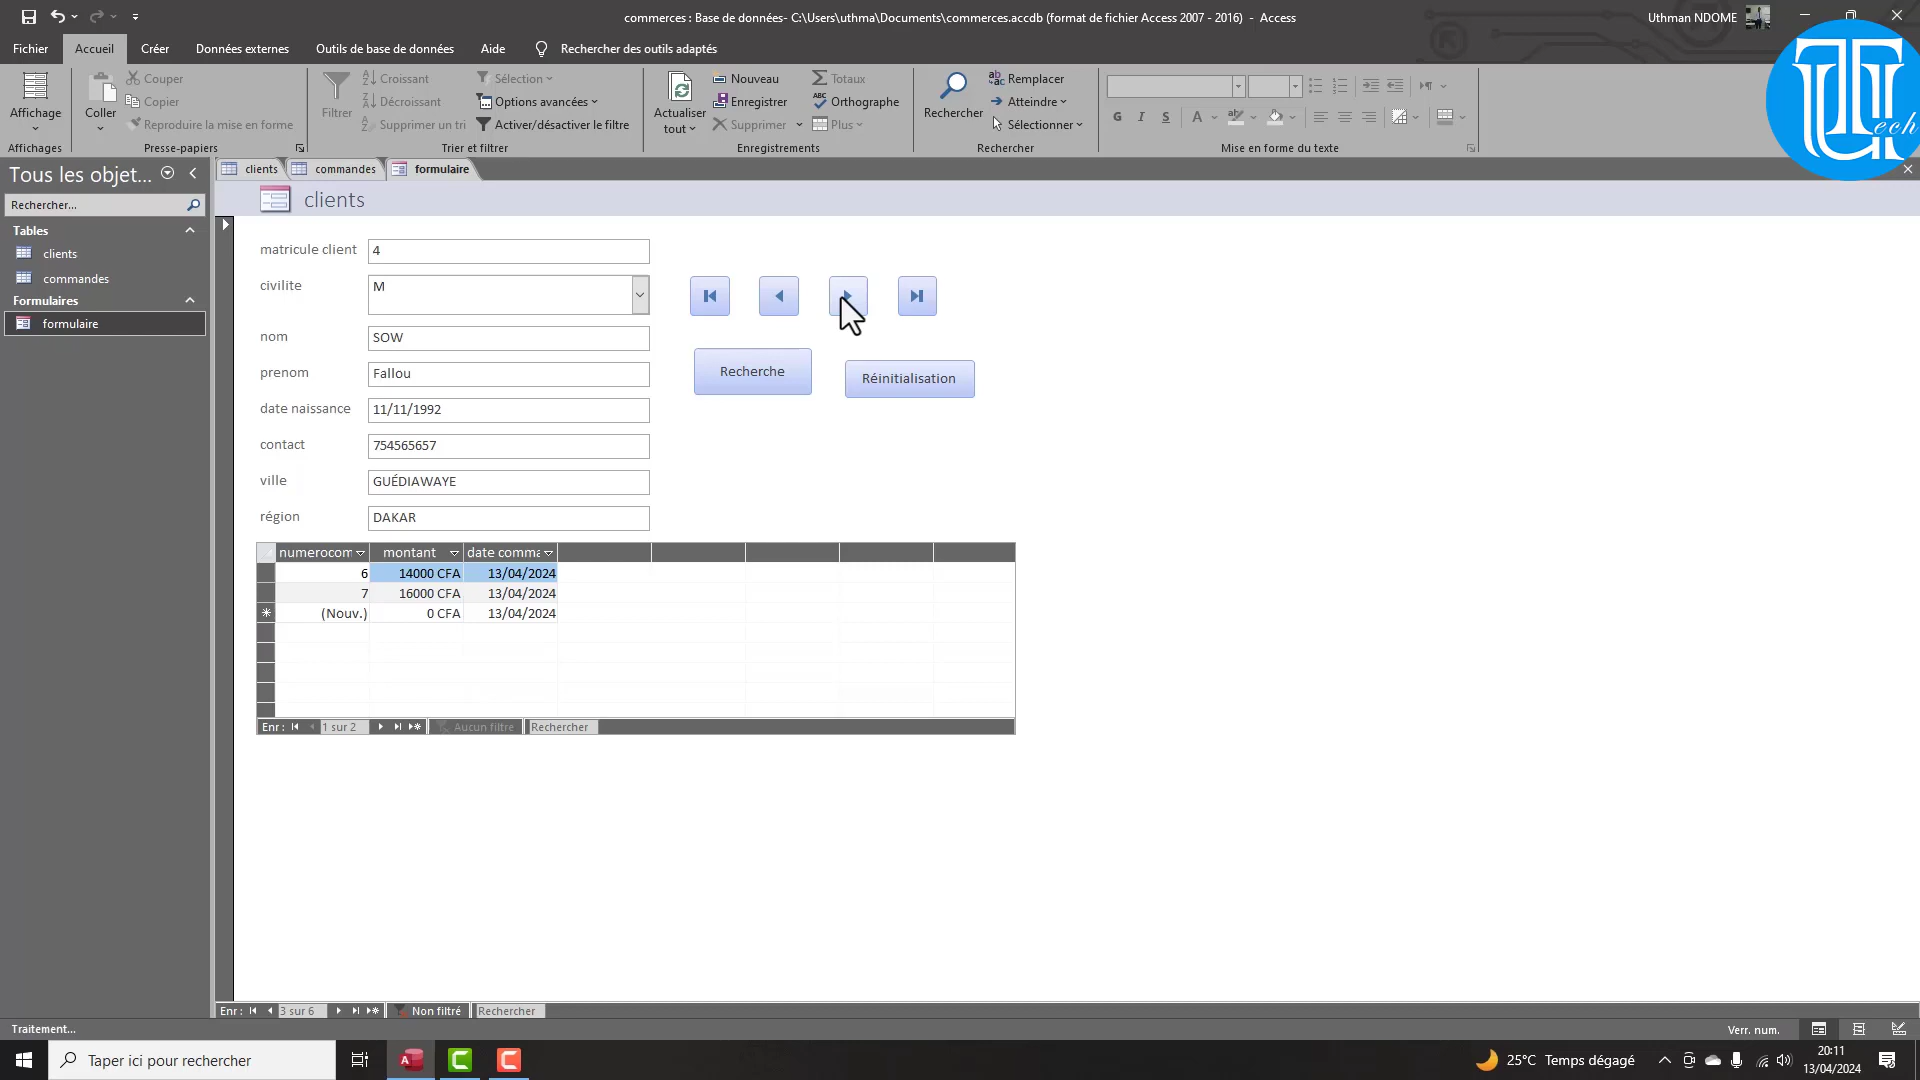 commerces : Base de données- C:\Users\uthma\Documents\commerces.accdb (format de fichier Access 2007 - 2016) - Access
Uthman NDOME
Fichier
Accueil
Créer
Données externes
Outils de base de données
Aide
Rechercher des outils adaptés
Affichage
Affichages
Coller
Couper
Copier
Reproduire la mise en forme
Presse-papiers
Filtrer
Croissant
Décroissant
Supprimer un tri
Sélection
Options avancées
Activer/désactiver le filtre
Trier et filtrer
Actualiser
tout
Nouveau
Enregistrer
Supprimer
Totaux
Orthographe
Plus
Enregistrements
Rechercher
Remplacer
Atteindre
Sélectionner
Rechercher
G I S
Mise en forme du texte
UTech
Tous les objet...
Rechercher...
Tables
clients
commandes
Formulaires
formulaire
clients
commandes
formulaire
clients
matricule client 4
civilite M
nom SOW
prenom Fallou
date naissance 11/11/1992
contact 754565657
ville GUÉDIAWAYE
région DAKAR
Recherche
Réinitialisation
numerocom montant date comma
6 14000 CFA 13/04/2024
7 16000 CFA 13/04/2024
(Nouv.) 0 CFA 13/04/2024
Enr : 1 sur 2 Aucun filtre Rechercher
Enr : 3 sur 6 Non filtré Rechercher
Traitement...
Verr. num.
Taper ici pour rechercher
25°C Temps dégagé
20:11
13/04/2024